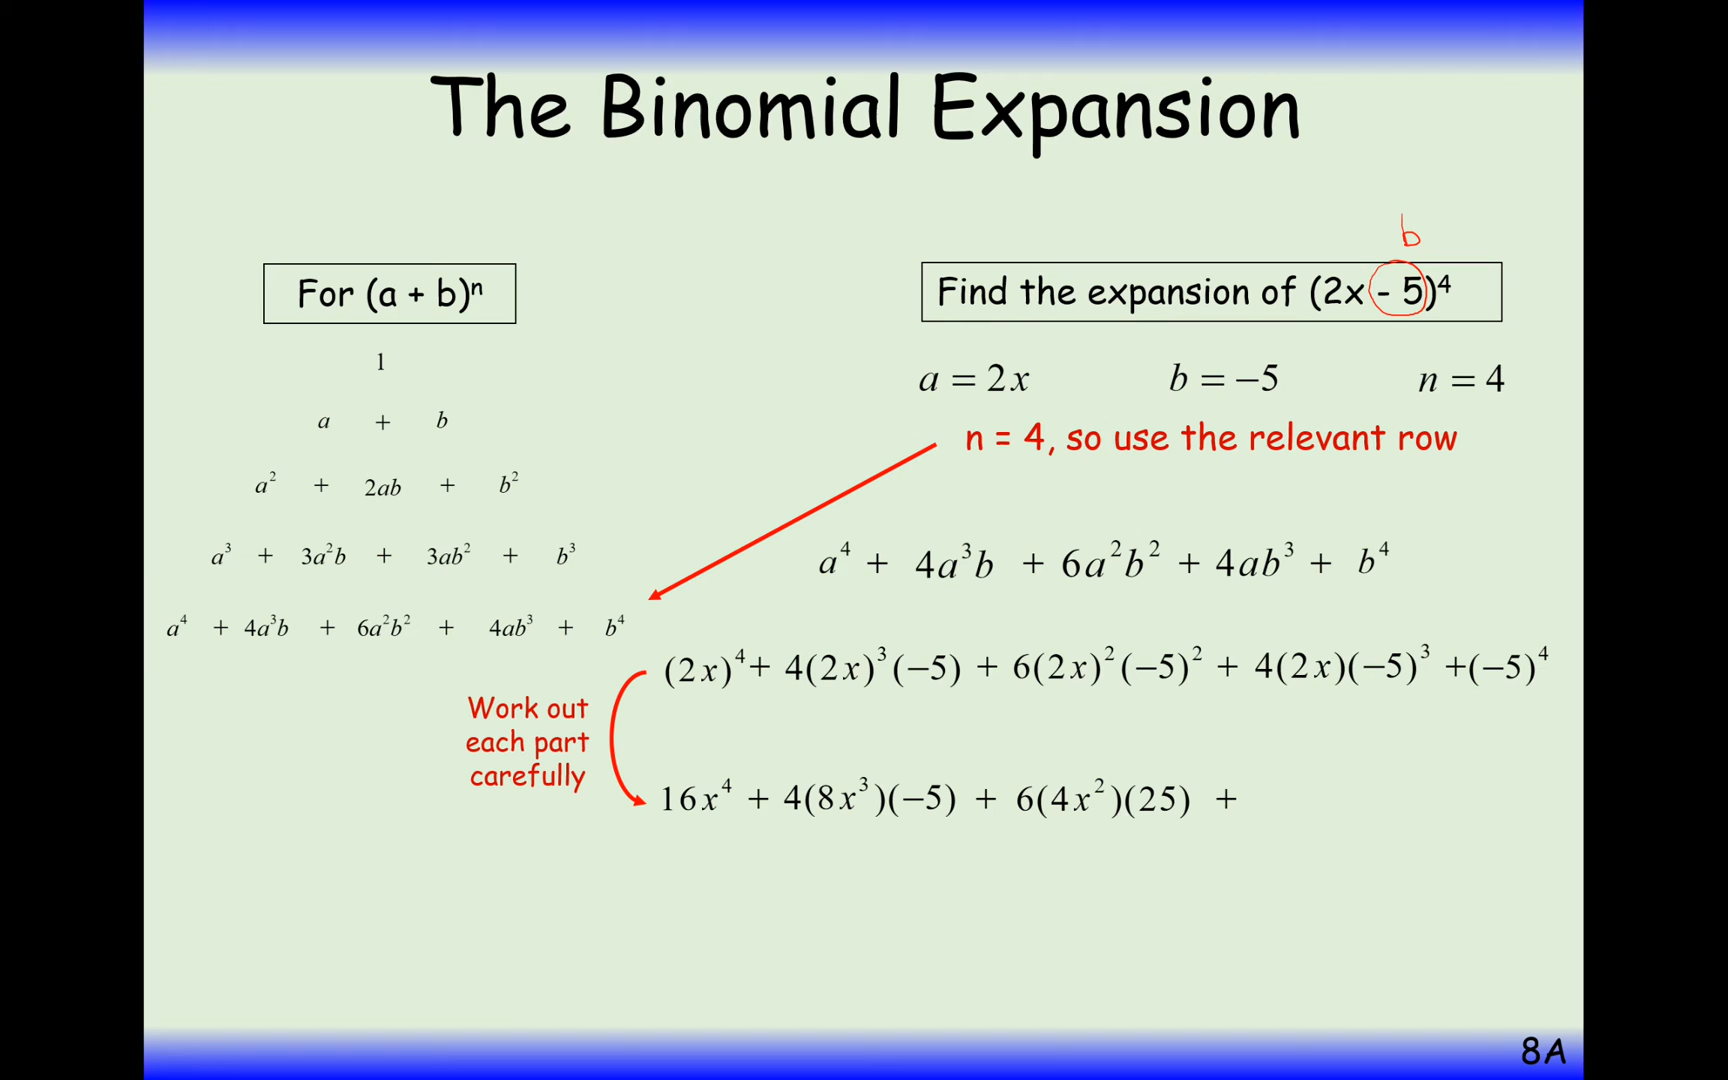 The Binomial Expansion
b
For (a + b)ⁿ
Find the expansion of (2x - 5)⁴
1
a + b
a² + 2ab + b²
a³ + 3a²b + 3ab² + b³
a⁴ + 4a³b + 6a²b² + 4ab³ + b⁴
a = 2x b = −5 n = 4
n = 4, so use the relevant row
a⁴ + 4a³b + 6a²b² + 4ab³ + b⁴
(2x)⁴ + 4(2x)³(−5) + 6(2x)²(−5)² + 4(2x)(−5)³ +(−5)⁴
Work out
each part
carefully
16x⁴ + 4(8x³)(−5) + 6(4x²)(25) +
8A